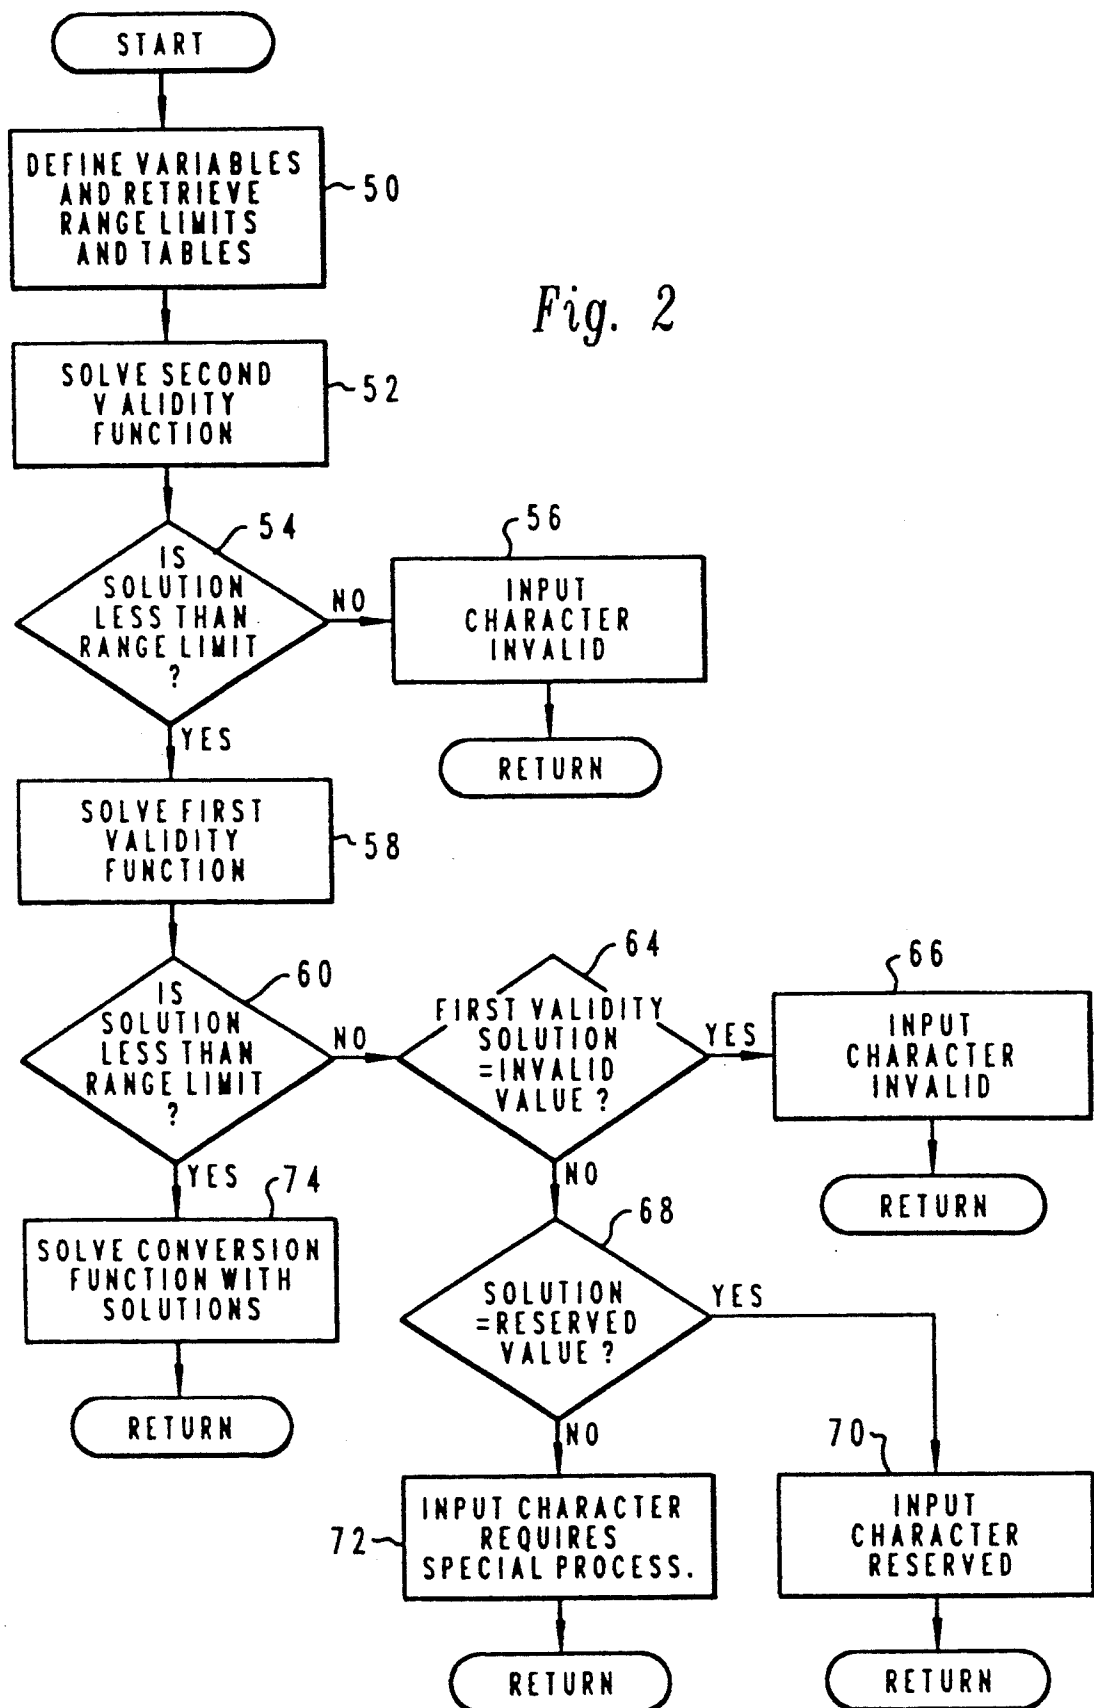 START
DEFINE VARIABLES
AND RETRIEVE
RANGE LIMITS
AND TABLES
50
Fig. 2
SOLVE SECOND
VALIDITY
FUNCTION
52
54
IS
SOLUTION
LESS THAN
RANGE LIMIT
?
NO
56
INPUT
CHARACTER
INVALID
RETURN
YES
SOLVE FIRST
VALIDITY
FUNCTION
58
60
IS
SOLUTION
LESS THAN
RANGE LIMIT
?
NO
64
FIRST VALIDITY
SOLUTION
=INVALID
VALUE ?
YES
66
INPUT
CHARACTER
INVALID
RETURN
YES
74
SOLVE CONVERSION
FUNCTION WITH
SOLUTIONS
RETURN
NO
68
SOLUTION
=RESERVED
VALUE ?
YES
NO
72
INPUT CHARACTER
REQUIRES
SPECIAL PROCESS.
RETURN
70
INPUT
CHARACTER
RESERVED
RETURN